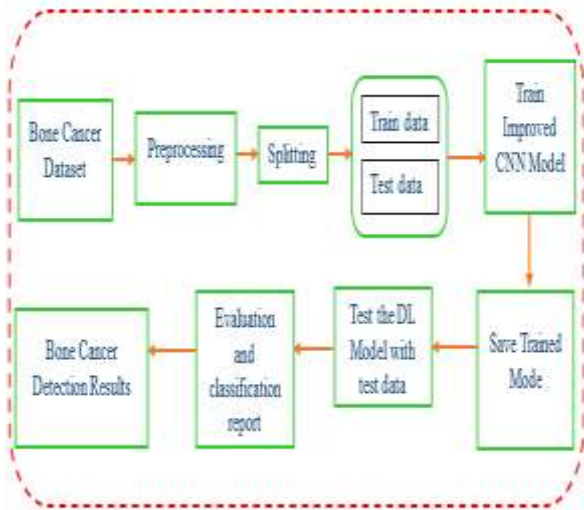 Bone Cancer
Dataset
Preprocessing
Splitting
Train data
Test data
Train
Improved
CNN Model
Save Trained
Mode
Test the DL
Model with
test data
Evaluation
and
classification
report
Bone Cancer
Detection Results